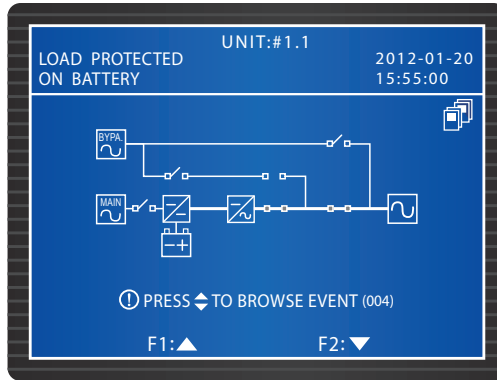 UNIT:#1.1
LOAD PROTECTED
2012-01-20
ON BATTERY
15:55:00
BYPA.
MAIN
PRESS TO BROWSE EVENT (004)
F1: F2: